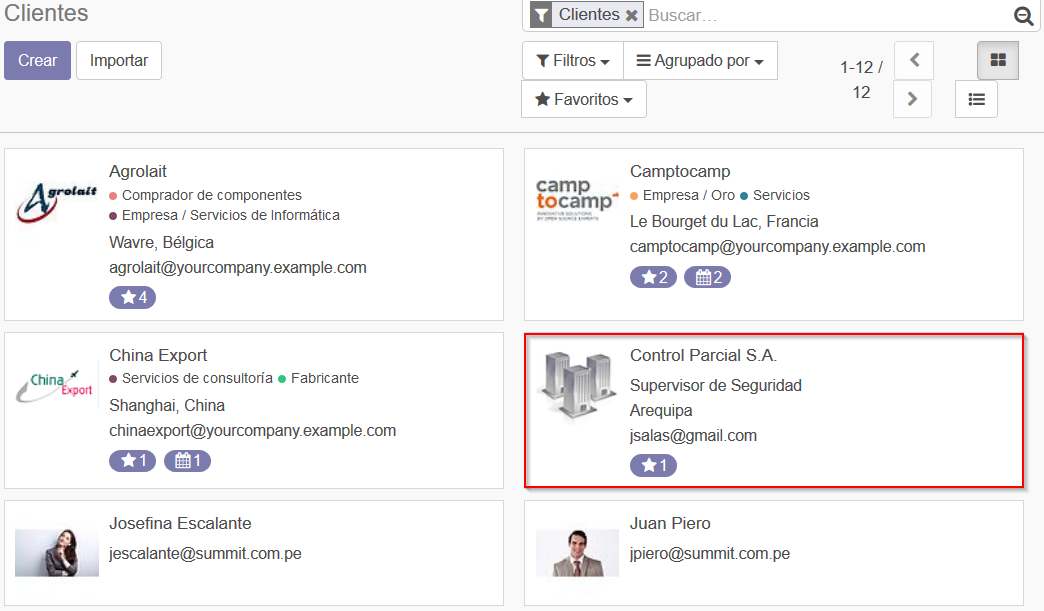 Clientes
Clientes ✖ Buscar...
Crear Importar
Filtros Agrupado por
Favoritos
1-12 /
12
Agrolait
Agrolait
Comprador de componentes
Empresa / Servicios de Informática
Wavre, Bélgica
agrolait@yourcompany.example.com
4
camp
tocamp
INNOVATIVE SOLUTIONS
BY OPEN SOURCE EXPERTS
Camptocamp
Empresa / Oro Servicios
Le Bourget du Lac, Francia
camptocamp@yourcompany.example.com
2 2
China
Export
China Export
Servicios de consultoría Fabricante
Shanghai, China
chinaexport@yourcompany.example.com
1 1
Control Parcial S.A.
Supervisor de Seguridad
Arequipa
jsalas@gmail.com
1
Josefina Escalante
jescalante@summit.com.pe
Juan Piero
jpiero@summit.com.pe